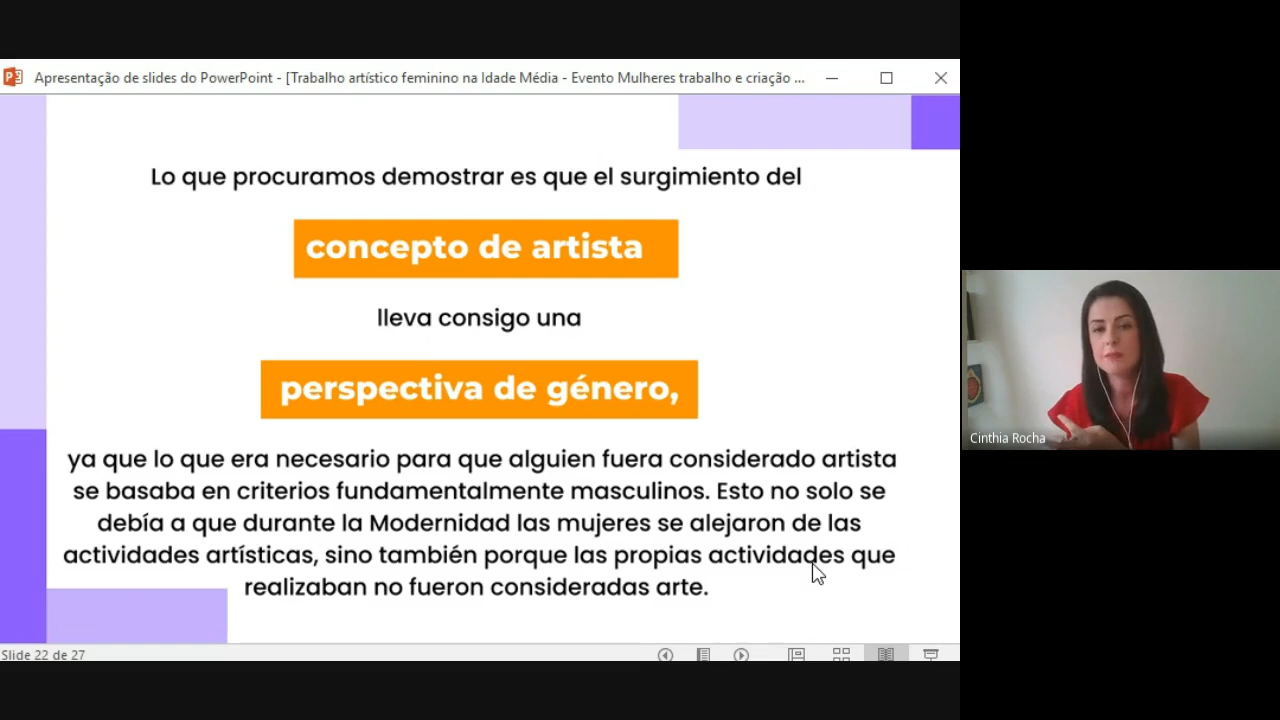 Apresentação de slides do PowerPoint - [Trabalho artístico feminino na Idade Média - Evento Mulheres trabalho e criação ...
Lo que procuramos demostrar es que el surgimiento del
concepto de artista
lleva consigo una
perspectiva de género,
ya que lo que era necesario para que alguien fuera considerado artista
se basaba en criterios fundamentalmente masculinos. Esto no solo se
debía a que durante la Modernidad las mujeres se alejaron de las
actividades artísticas, sino también porque las propias actividades que
realizaban no fueron consideradas arte.
Slide 22 de 27
Cinthia Rocha